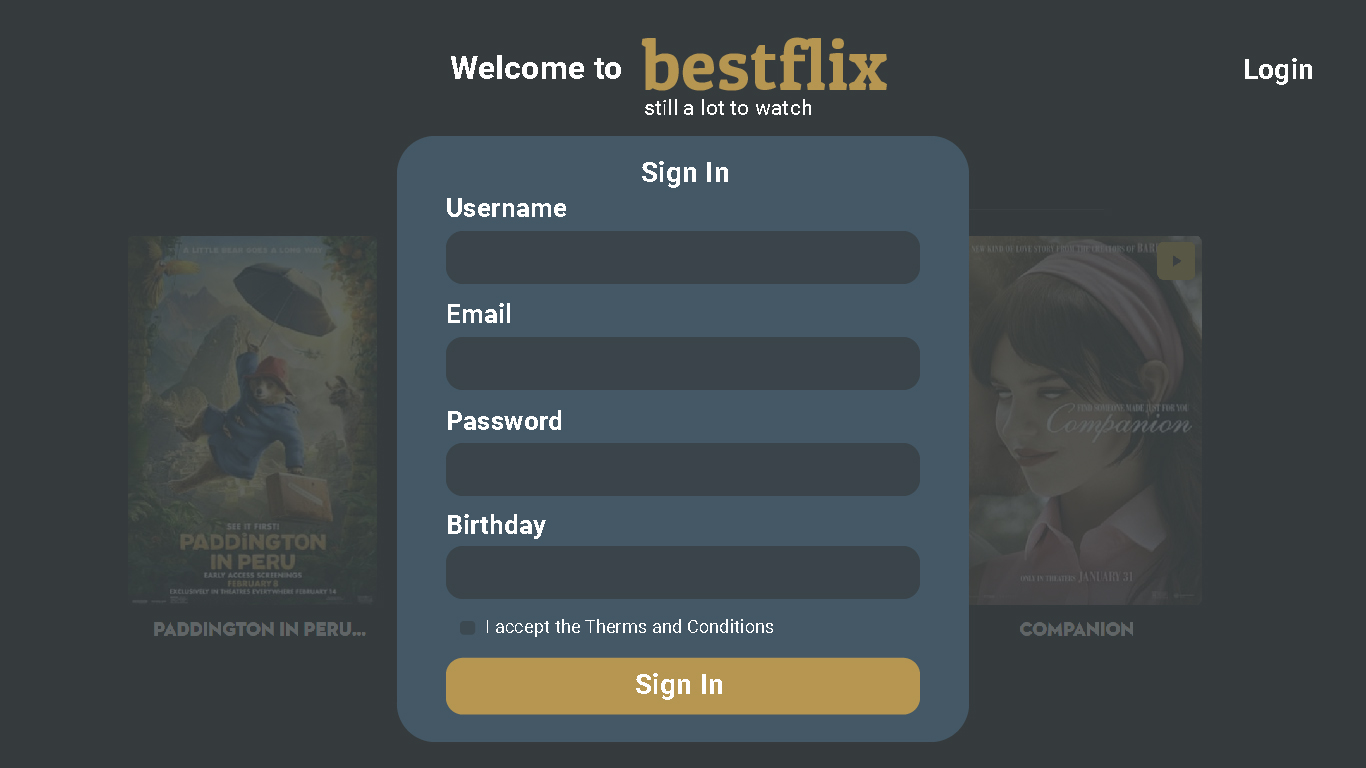 Welcome to bestflix
still a lot to watch
Login
Sign In
Username
Email
Password
Birthday
I accept the Therms and Conditions
Sign In
A LITTLE BEAR GOES A LONG WAY
SEE IT FIRST!
PADDINGTON
IN PERU
EARLY ACCESS SCREENINGS
FEBRUARY 8
EXCLUSIVELY IN THEATRES EVERYWHERE FEBRUARY 14
PADDINGTON IN PERU...
NEW KIND OF LOVE STORY FROM THE CREATORS OF
FIND SOMEONE MADE JUST FOR YOU
Companion
ONLY IN THEATERS JANUARY 31
COMPANION